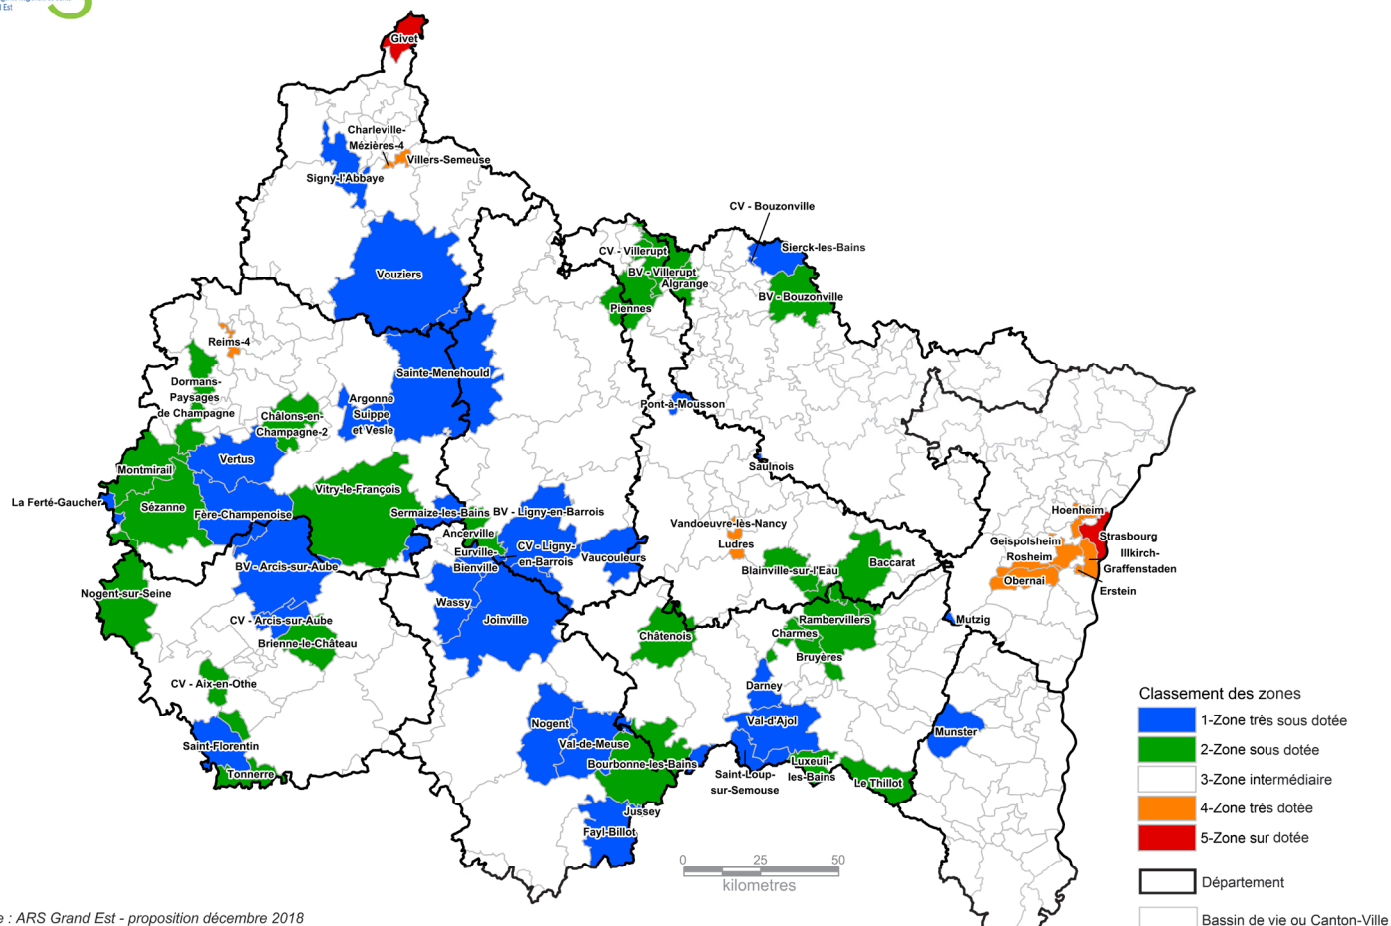 l Est
Givet
Charleville-
Mézières-4
Villers-Semeuse
Signy-l'Abbaye
CV - Bouzonville
Sierck-les-Bains
CV - Villerupt
BV - Villerupt
Algrange
Vouziers
BV - Bouzonville
Piennes
Reims-4
Sainte-Menehould
Dormans-
Paysages
de Champagne
Argonne
Suippe
et Vesle
Pont-à-Mousson
Châlons-en-
Champagne-2
Vertus
Montmirail
Saulnois
Vitry-le-François
La Ferté-Gaucher
Sézanne
Fère-Champenoise
Sermaize-les-Bains
BV - Ligny-en-Barrois
Hoenheim
Vandoeuvre-lès-Nancy
Ancerville
Eurville-
Bienville
CV - Ligny-
en-Barrois
Vaucouleurs
Ludres
Strasbourg
Geispolsheim
Rosheim
Illkirch-
Graffenstaden
BV - Arcis-sur-Aube
Blainville-sur-l'Eau
Baccarat
Obernai
Erstein
Nogent-sur-Seine
Wassy
Joinville
CV - Arcis-sur-Aube
Brienne-le-Château
Rambervillers
Mutzig
Châtenois
Charmes
Bruyères
CV - Aix-en-Othe
Darney
Nogent
Val-d'Ajol
Munster
Saint-Florentin
Val-de-Meuse
Bourbonne-les-Bains
Luxeuil-
les-Bains
Tonnerre
Saint-Loup-
sur-Semouse
Le Thillot
Jussey
Fayl-Billot
Classement des zones
1-Zone très sous dotée
2-Zone sous dotée
3-Zone intermédiaire
4-Zone très dotée
5-Zone sur dotée
Département
Bassin de vie ou Canton-Ville
0 25 50
kilometres
e : ARS Grand Est - proposition décembre 2018